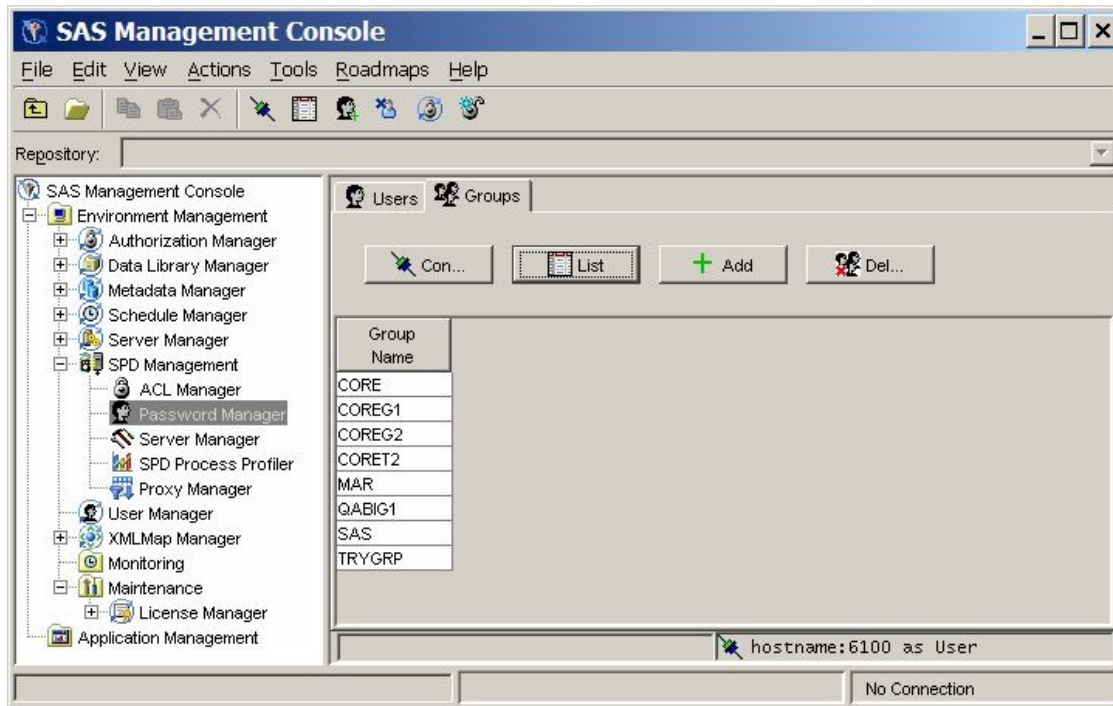 SAS Management Console
File Edit View Actions Tools Roadmaps Help
Repository:
SAS Management Console
Environment Management
Authorization Manager
Data Library Manager
Metadata Manager
Schedule Manager
Server Manager
SPD Management
ACL Manager
Password Manager
Server Manager
SPD Process Profiler
Proxy Manager
User Manager
XMLMap Manager
Monitoring
Maintenance
License Manager
Application Management
Users Groups
Con... List Add Del...
Group
Name
CORE
COREG1
COREG2
CORET2
MAR
QABIG1
SAS
TRYGRP
hostname:6100 as User
No Connection